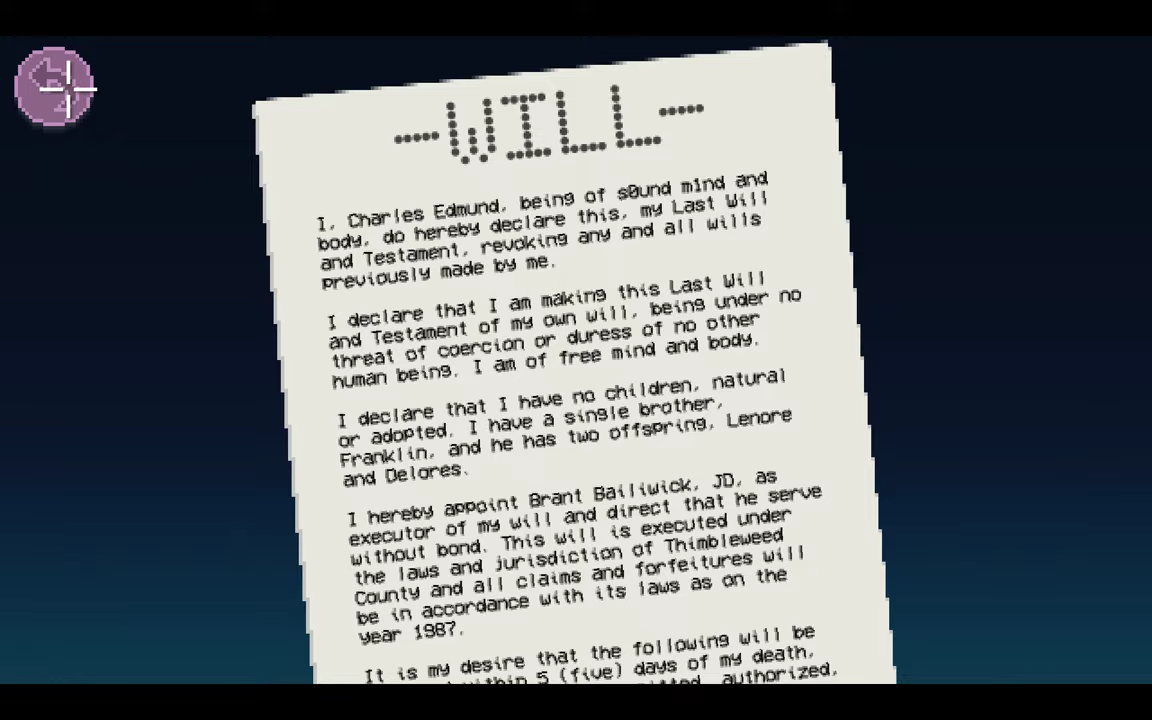 -WILL-
I, Charles Edmund, being of s0und m1nd and
body, do hereby declare this, my Last Will
and Testament, revoking any and all wills
previously made by me.
I declare that I am making this Last Will
and Testament of my own will, being under no
threat of coercion or duress of no other
human being. I am of free mind and body.
I declare that I have no children, natural
or adopted. I have a single brother,
Franklin, and he has two offspring, Lenore
and Delores.
I hereby appoint Brant Bailiwick, JD, as
executor of my will and direct that he serve
without bond. This will is executed under
the laws and jurisdiction of Thimbleweed
County and all claims and forfeitures will
be in accordance with its laws as on the
year 1987.
It is my desire that the following will be
within 5 (five) days of my death,
authorized,